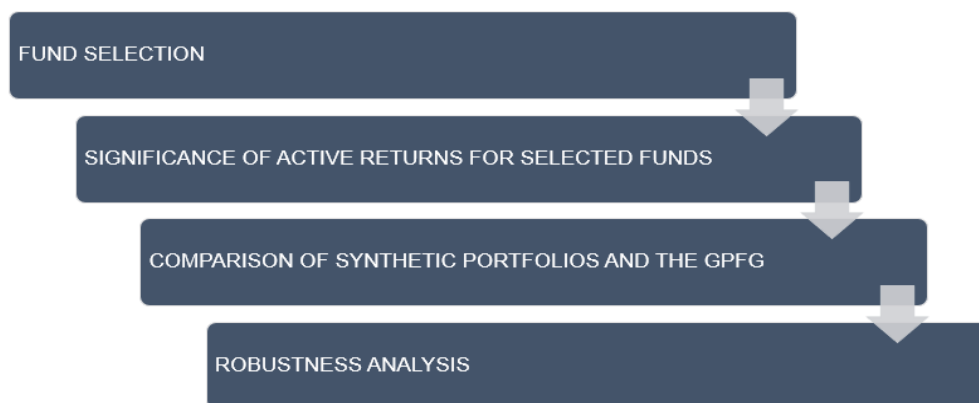 FUND SELECTION
SIGNIFICANCE OF ACTIVE RETURNS FOR SELECTED FUNDS
COMPARISON OF SYNTHETIC PORTFOLIOS AND THE GPFG
ROBUSTNESS ANALYSIS